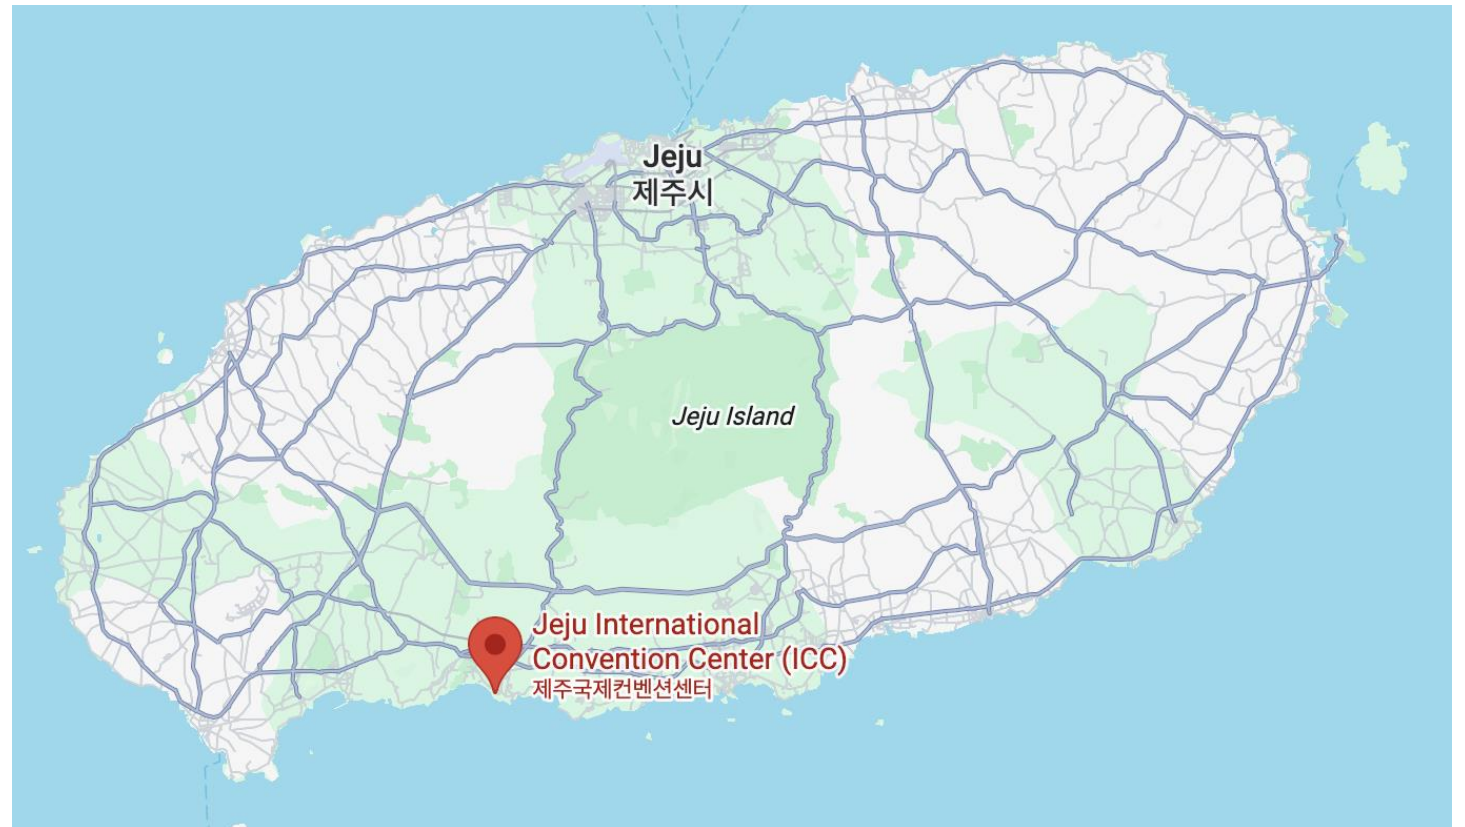 Jeju
제주시
Jeju Island
Jeju International
Convention Center (ICC)
제주국제컨벤션센터